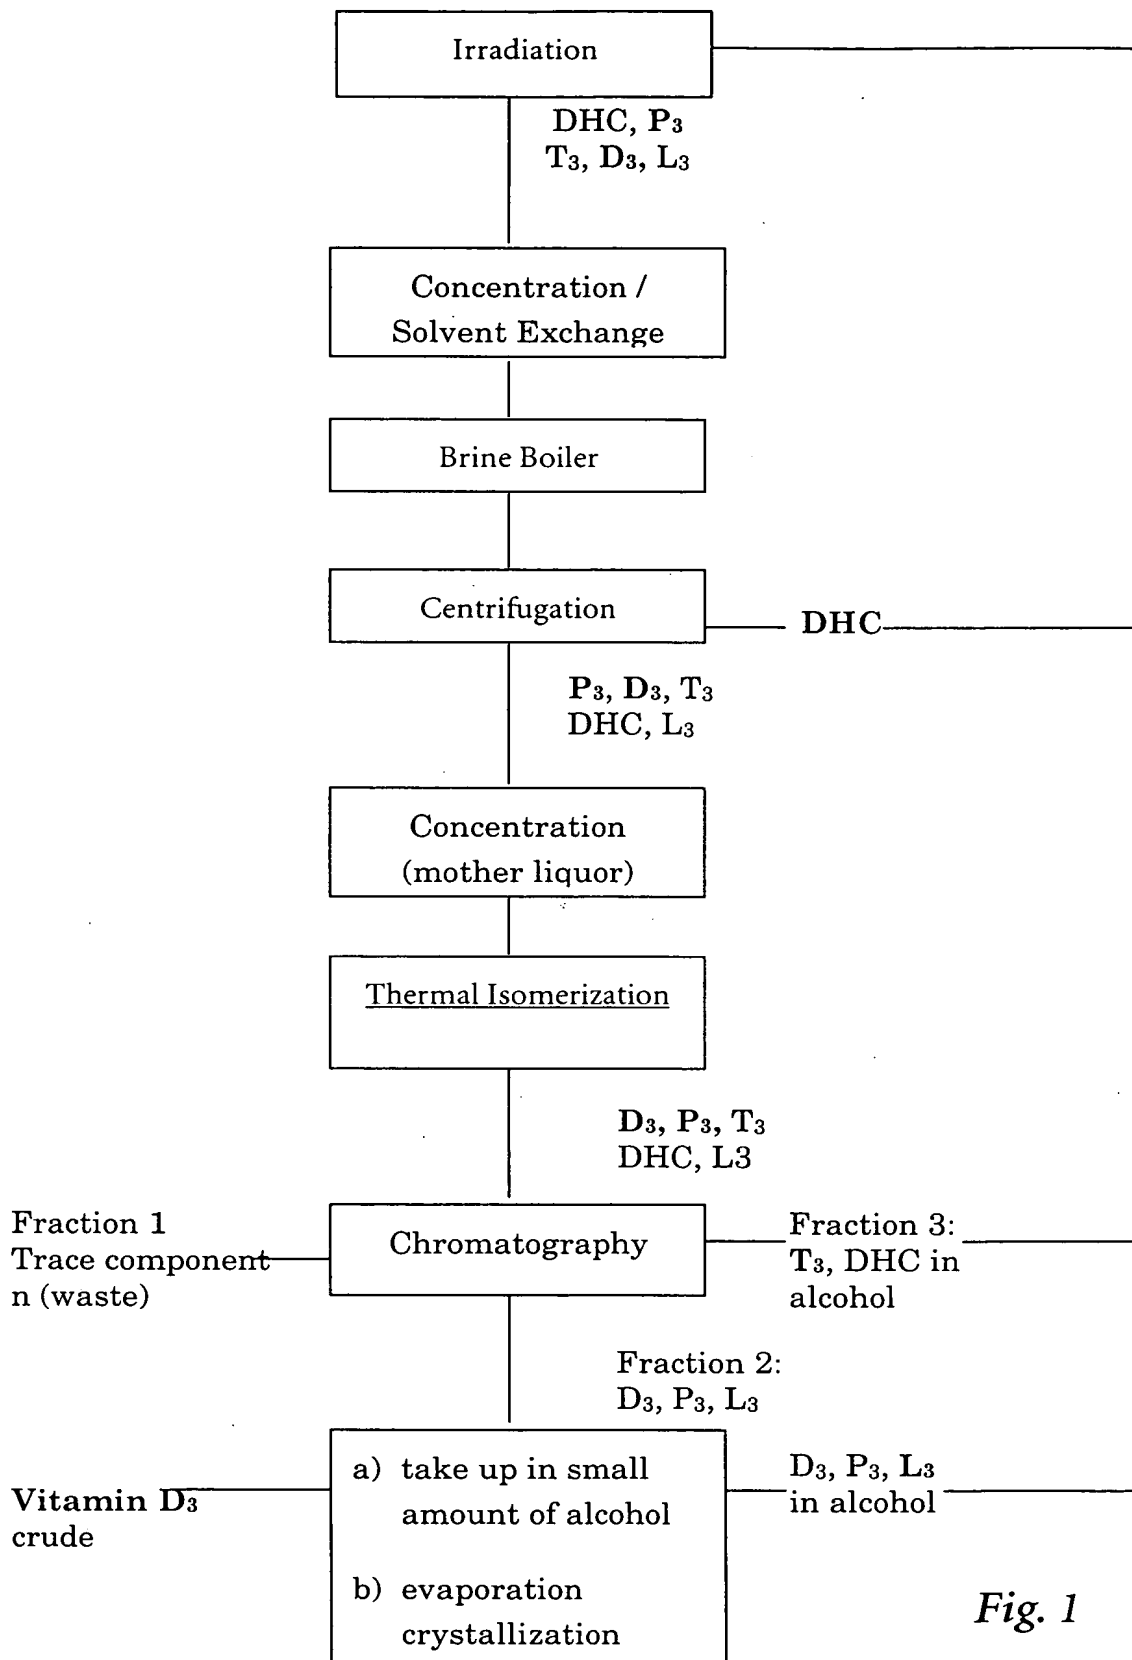 Irradiation
DHC, P₃
T₃, D₃, L₃
Concentration /
Solvent Exchange
Brine Boiler
Centrifugation
DHC
P₃, D₃, T₃
DHC, L₃
Concentration
(mother liquor)
Thermal Isomerization
D₃, P₃, T₃
DHC, L3
Fraction 1
Trace component
n (waste)
Chromatography
Fraction 3:
T₃, DHC in
alcohol
Fraction 2:
D₃, P₃, L₃
a) take up in small
amount of alcohol
b) evaporation
crystallization
Vitamin D₃
crude
D₃, P₃, L₃
in alcohol
Fig. 1